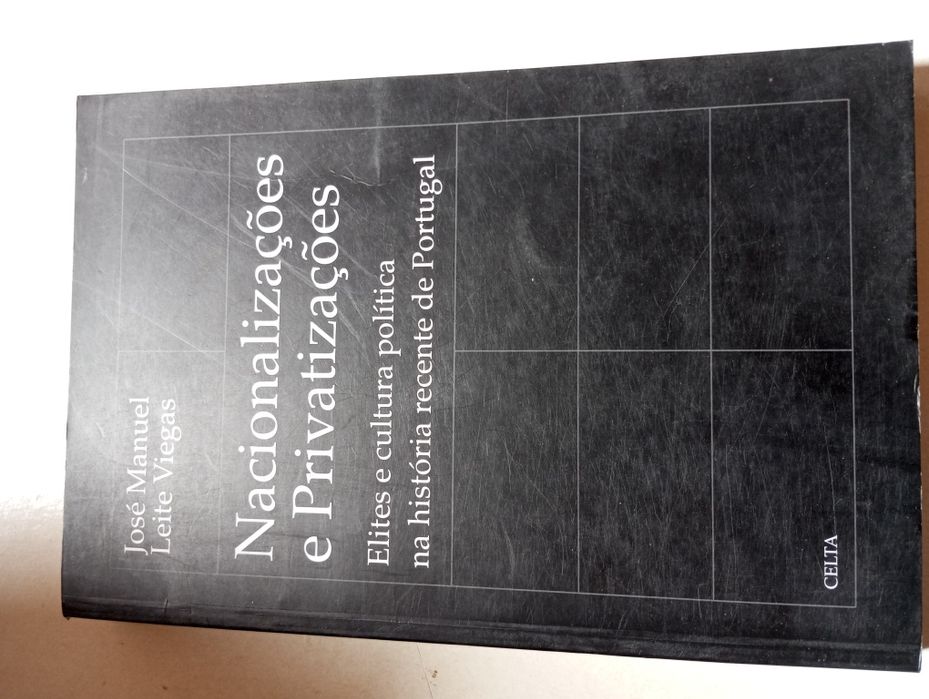 José Manuel
Leite Viegas
Nacionalizações
e Privatizações
Elites e cultura política
na história recente de Portugal
CELTA